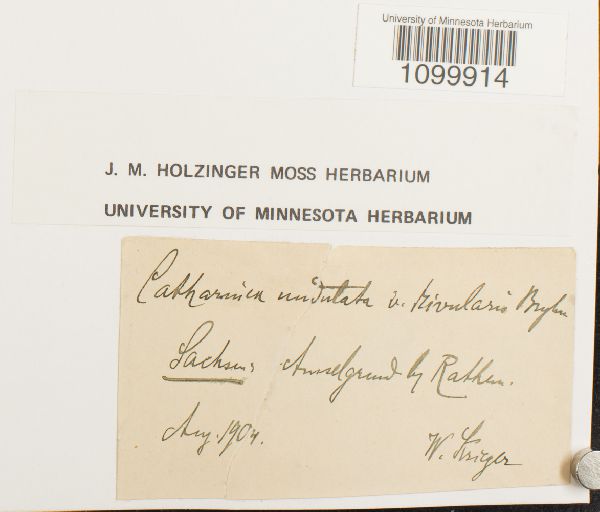 University of Minnesota Herbarium
1099914
J. M. HOLZINGER MOSS HERBARIUM
UNIVERSITY OF MINNESOTA HERBARIUM
Catharinea undulata v. rivularis Bryhn
Sachsen: Amselgrund b/ Rathen.
Aug. 1904.
W. Krieger